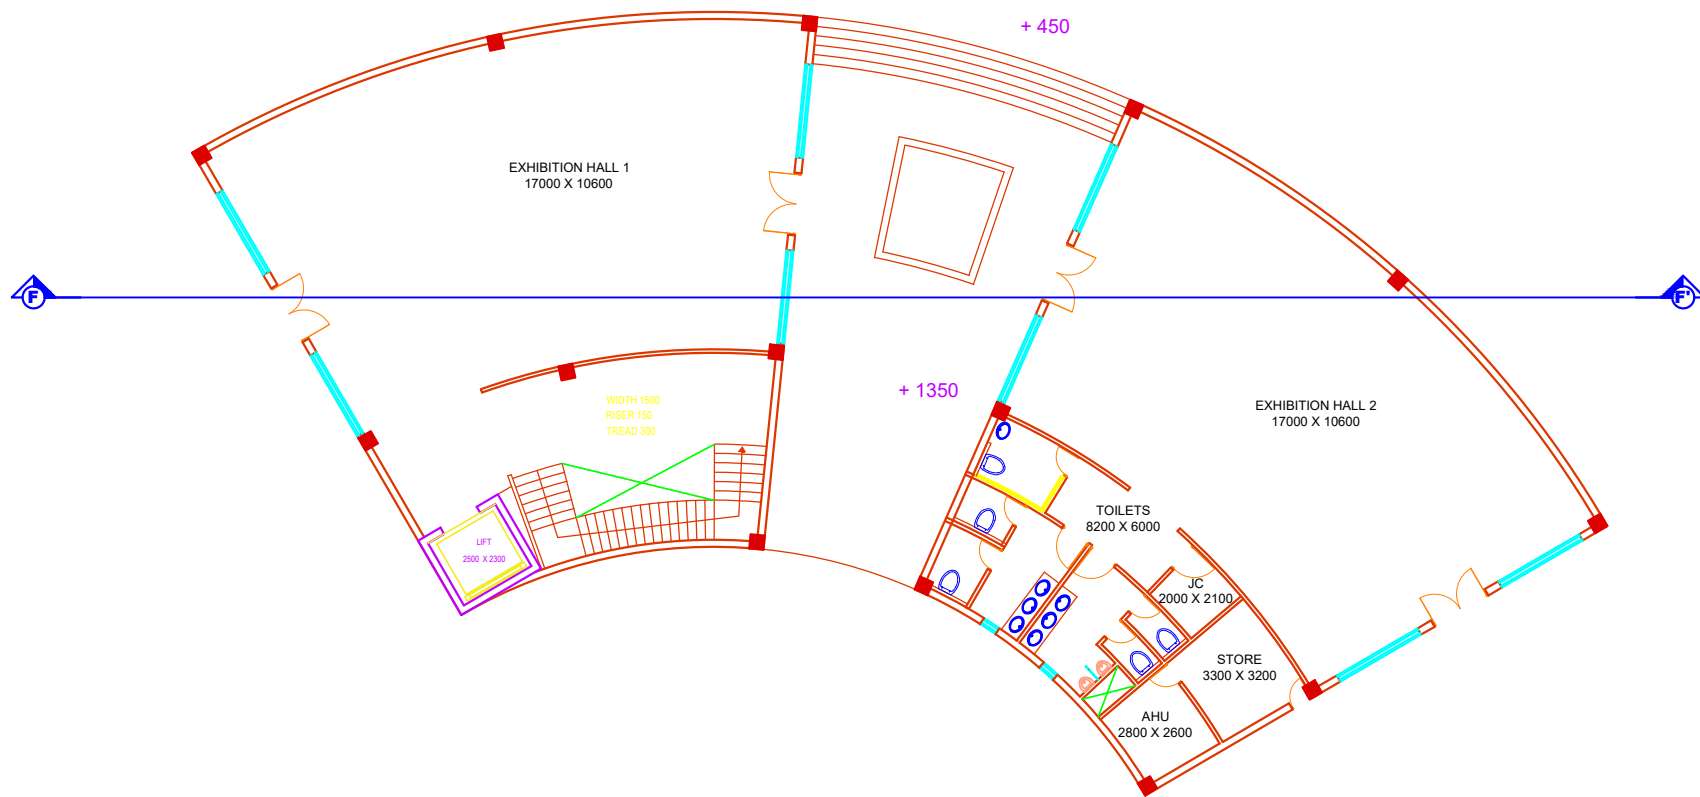 + 450
EXHIBITION HALL 1
17000 X 10600
F
F'
+ 1350
WIDTH 1500
RISER 150
TREAD 300
EXHIBITION HALL 2
17000 X 10600
TOILETS
8200 X 6000
LIFT
2500 X 2300
JC
2000 X 2100
STORE
3300 X 3200
AHU
2800 X 2600